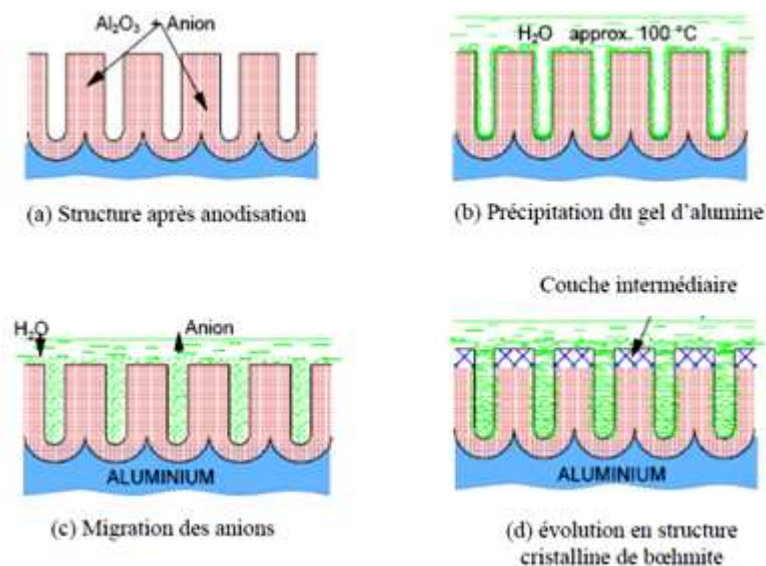 Al₂O₃ + Anion
(a) Structure après anodisation
H₂O approx. 100 °C
(b) Précipitation du gel d'alumine
H₂O Anion
ALUMINIUM
(c) Migration des anions
Couche intermédiaire
ALUMINIUM
(d) évolution en structure
cristalline de bœhmite